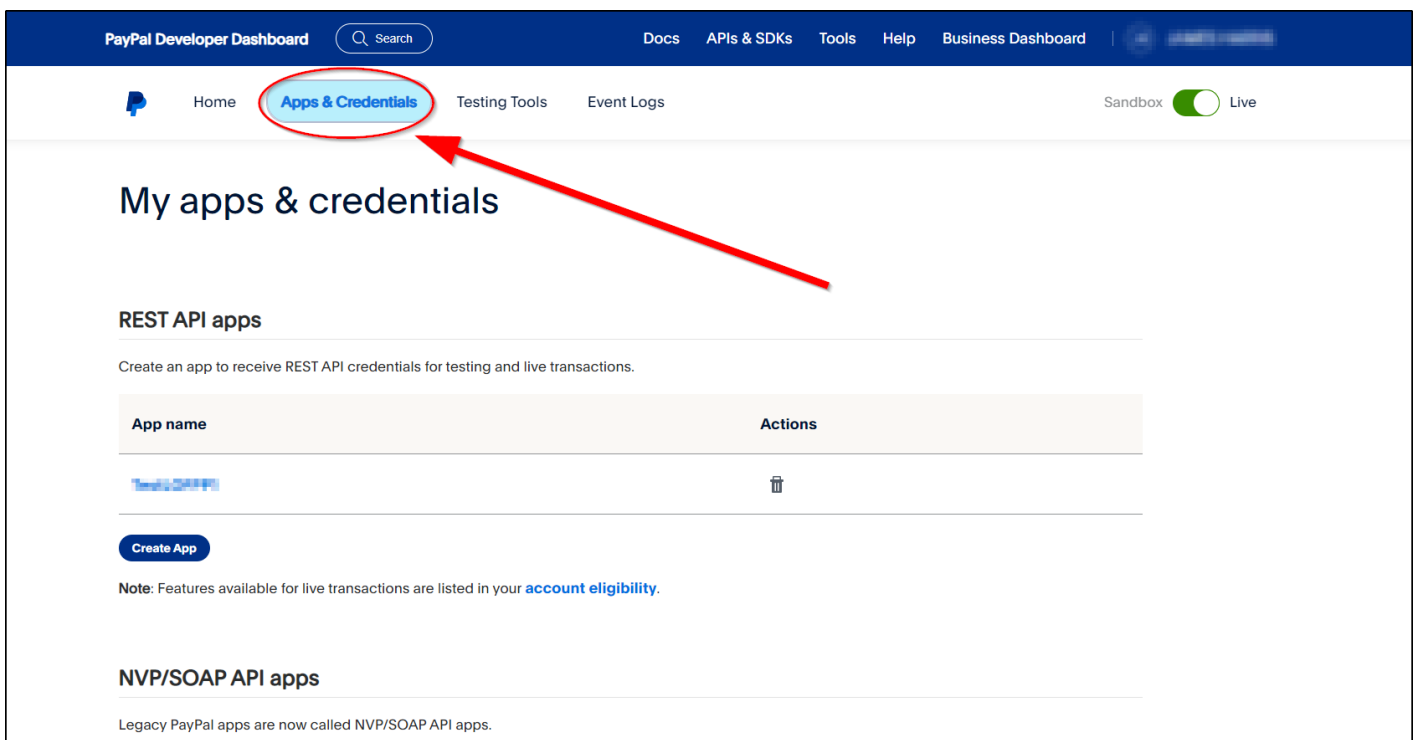 PayPal Developer Dashboard Search Docs APIs & SDKs Tools Help Business Dashboard
Home Apps & Credentials Testing Tools Event Logs Sandbox Live
My apps & credentials
REST API apps
Create an app to receive REST API credentials for testing and live transactions.
App name Actions
Create App
Note: Features available for live transactions are listed in your account eligibility.
NVP/SOAP API apps
Legacy PayPal apps are now called NVP/SOAP API apps.